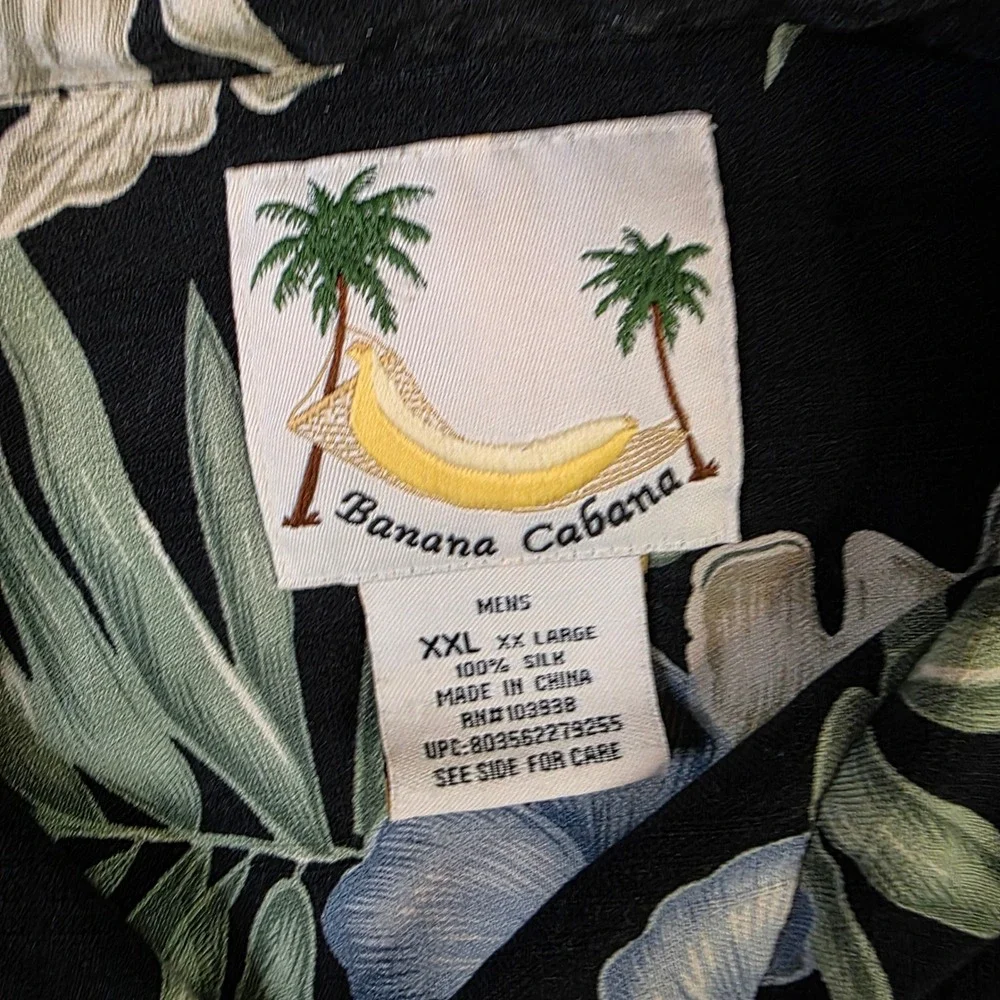 Banana Cabana
MENS
XXL XX LARGE
100% SILK
MADE IN CHINA
RN#103938
UPC:803562279255
SEE SIDE FOR CARE